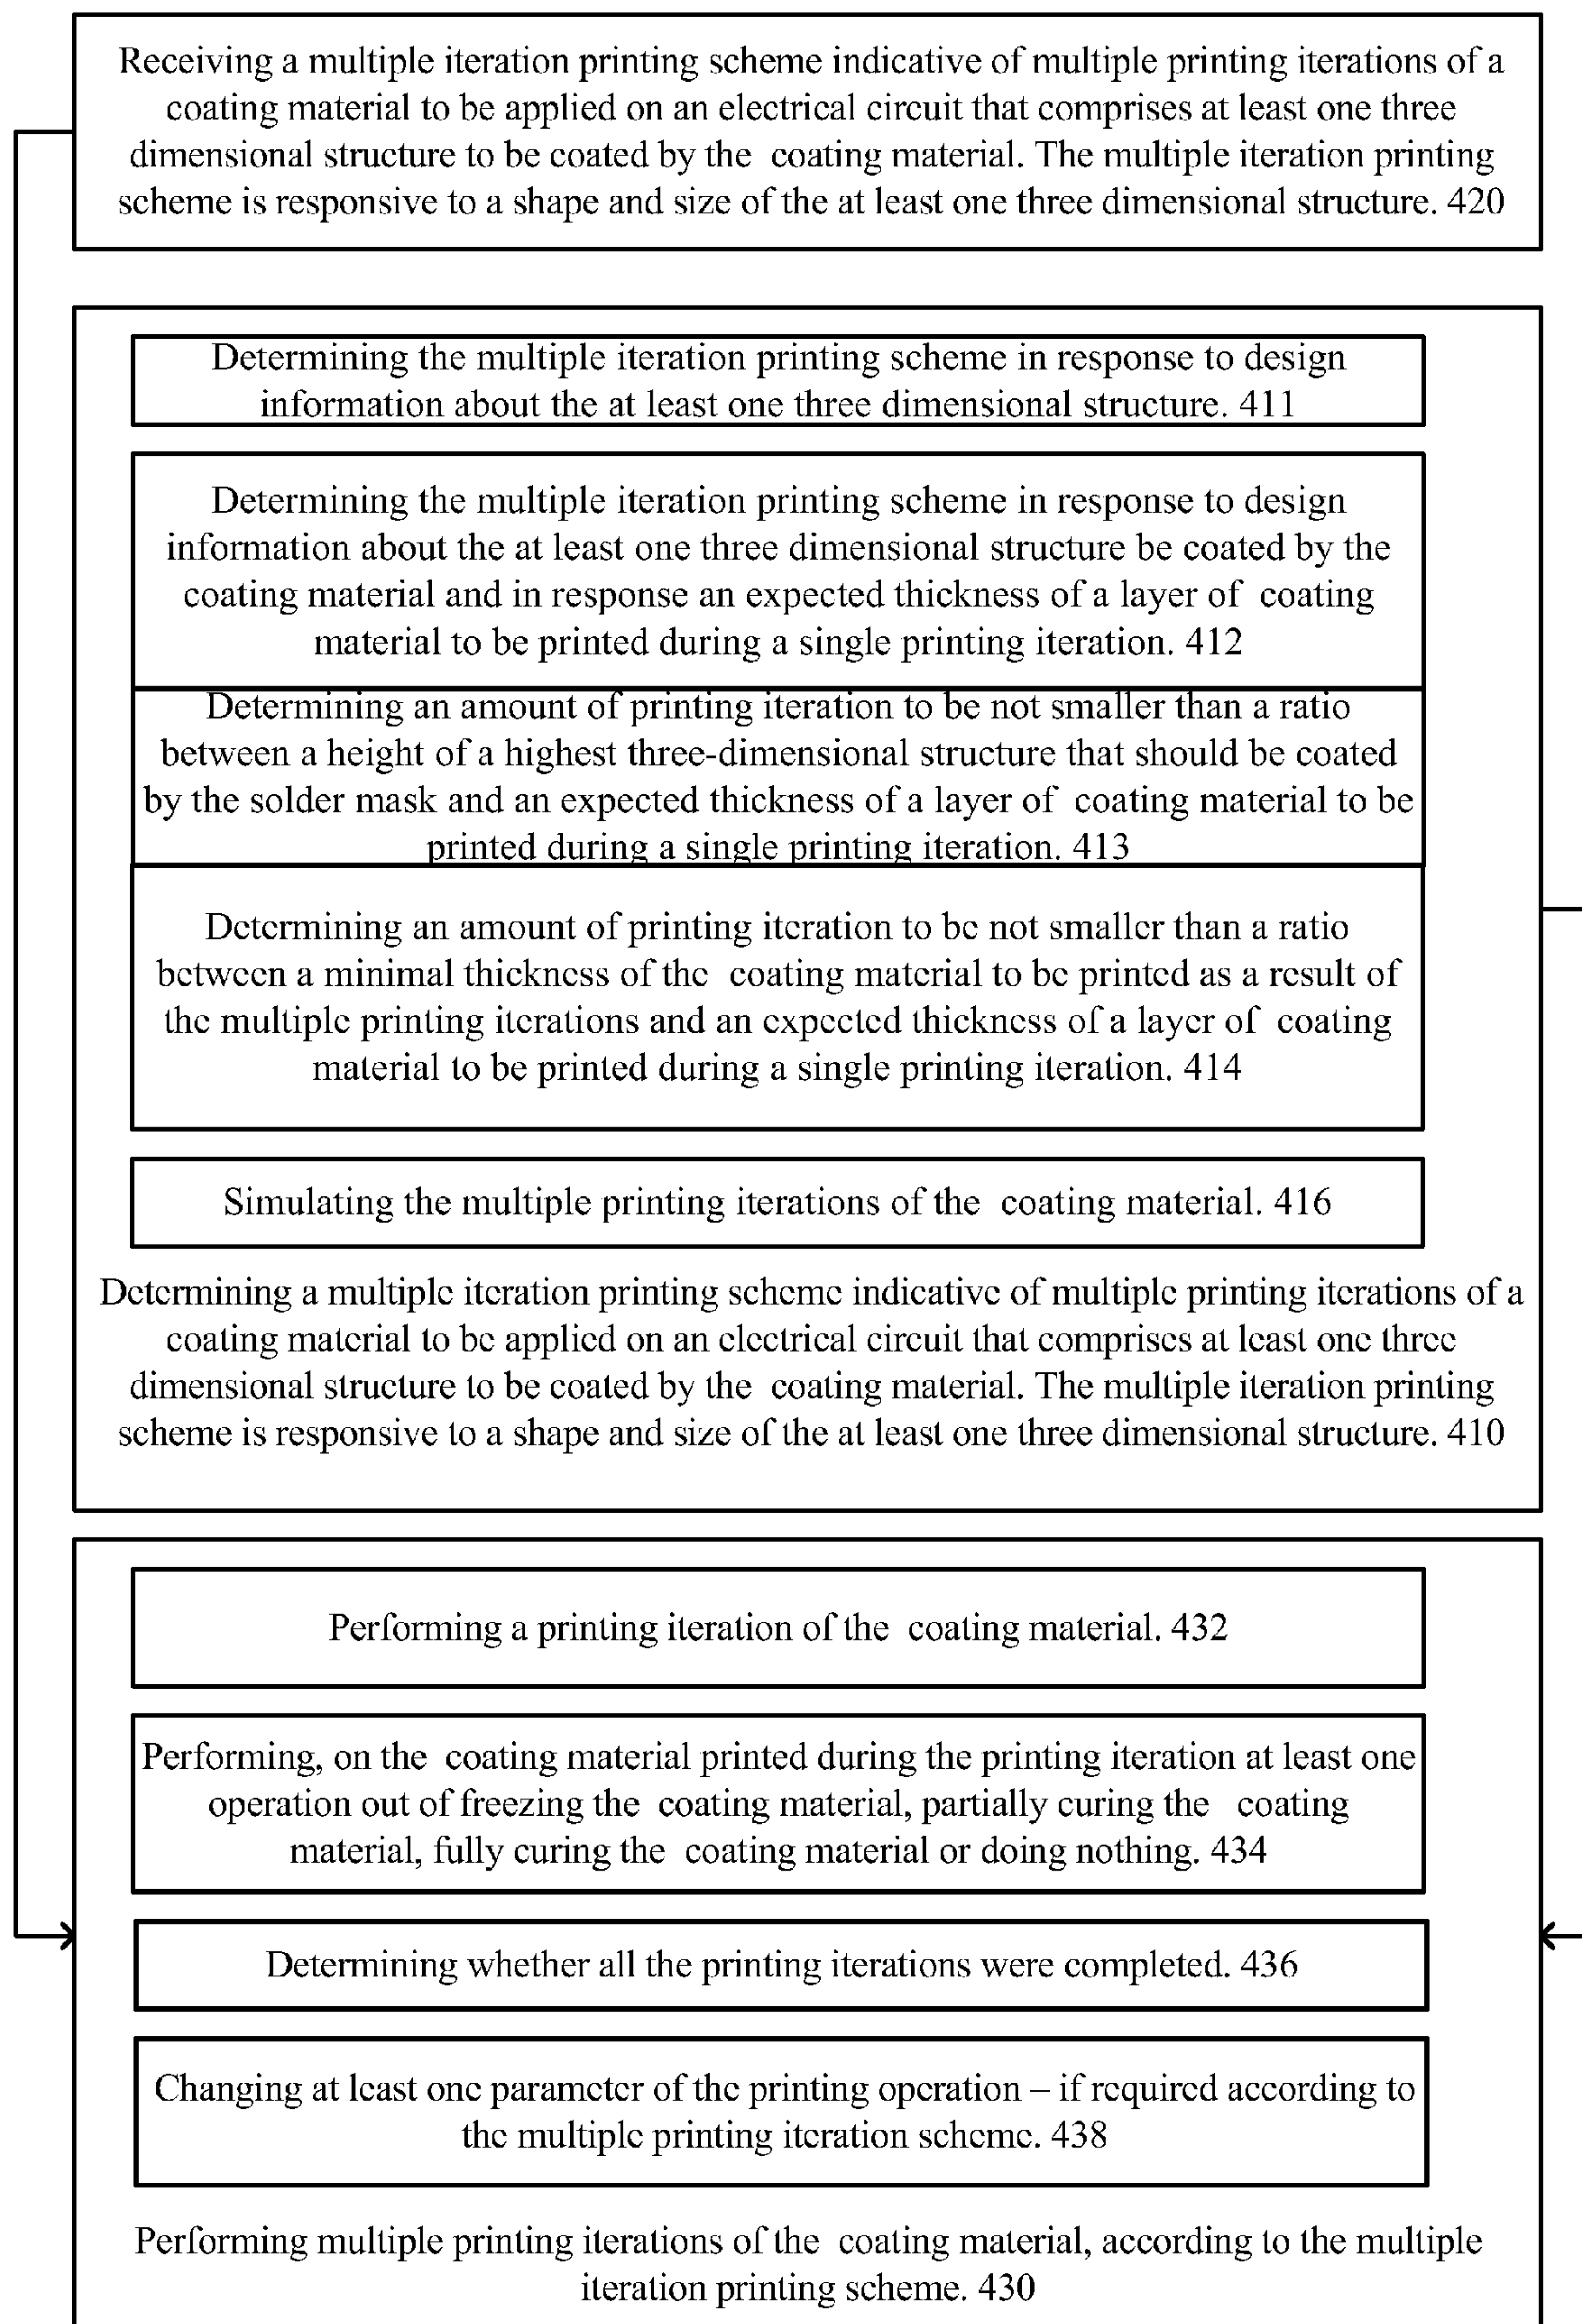 Receiving a multiple iteration printing scheme indicative of multiple printing iterations of a
coating material to be applied on an electrical circuit that comprises at least one three
dimensional structure to be coated by the coating material. The multiple iteration printing
scheme is responsive to a shape and size of the at least one three dimensional structure. 420
Determining the multiple iteration printing scheme in response to design
information about the at least one three dimensional structure. 411
Determining the multiple iteration printing scheme in response to design
information about the at least one three dimensional structure be coated by the
coating material and in response an expected thickness of a layer of coating
material to be printed during a single printing iteration. 412
Determining an amount of printing iteration to be not smaller than a ratio
between a height of a highest three-dimensional structure that should be coated
by the solder mask and an expected thickness of a layer of coating material to be
printed during a single printing iteration. 413
Determining an amount of printing iteration to be not smaller than a ratio
between a minimal thickness of the coating material to be printed as a result of
the multiple printing iterations and an expected thickness of a layer of coating
material to be printed during a single printing iteration. 414
Simulating the multiple printing iterations of the coating material. 416
Determining a multiple iteration printing scheme indicative of multiple printing iterations of a
coating material to be applied on an electrical circuit that comprises at least one three
dimensional structure to be coated by the coating material. The multiple iteration printing
scheme is responsive to a shape and size of the at least one three dimensional structure. 410
Performing a printing iteration of the coating material. 432
Performing, on the coating material printed during the printing iteration at least one
operation out of freezing the coating material, partially curing the coating
material, fully curing the coating material or doing nothing. 434
Determining whether all the printing iterations were completed. 436
Changing at least one parameter of the printing operation – if required according to
the multiple printing iteration scheme. 438
Performing multiple printing iterations of the coating material, according to the multiple
iteration printing scheme. 430